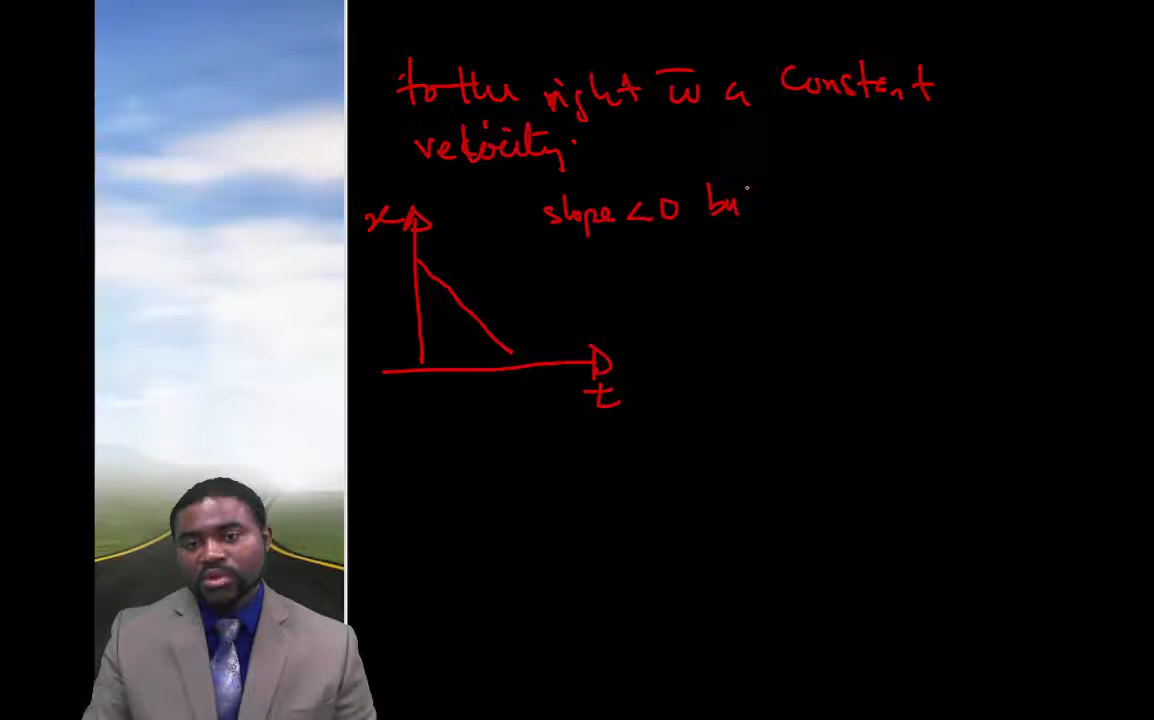 to the right w̅ a constant
velocity.
slope < 0 bu
x
t